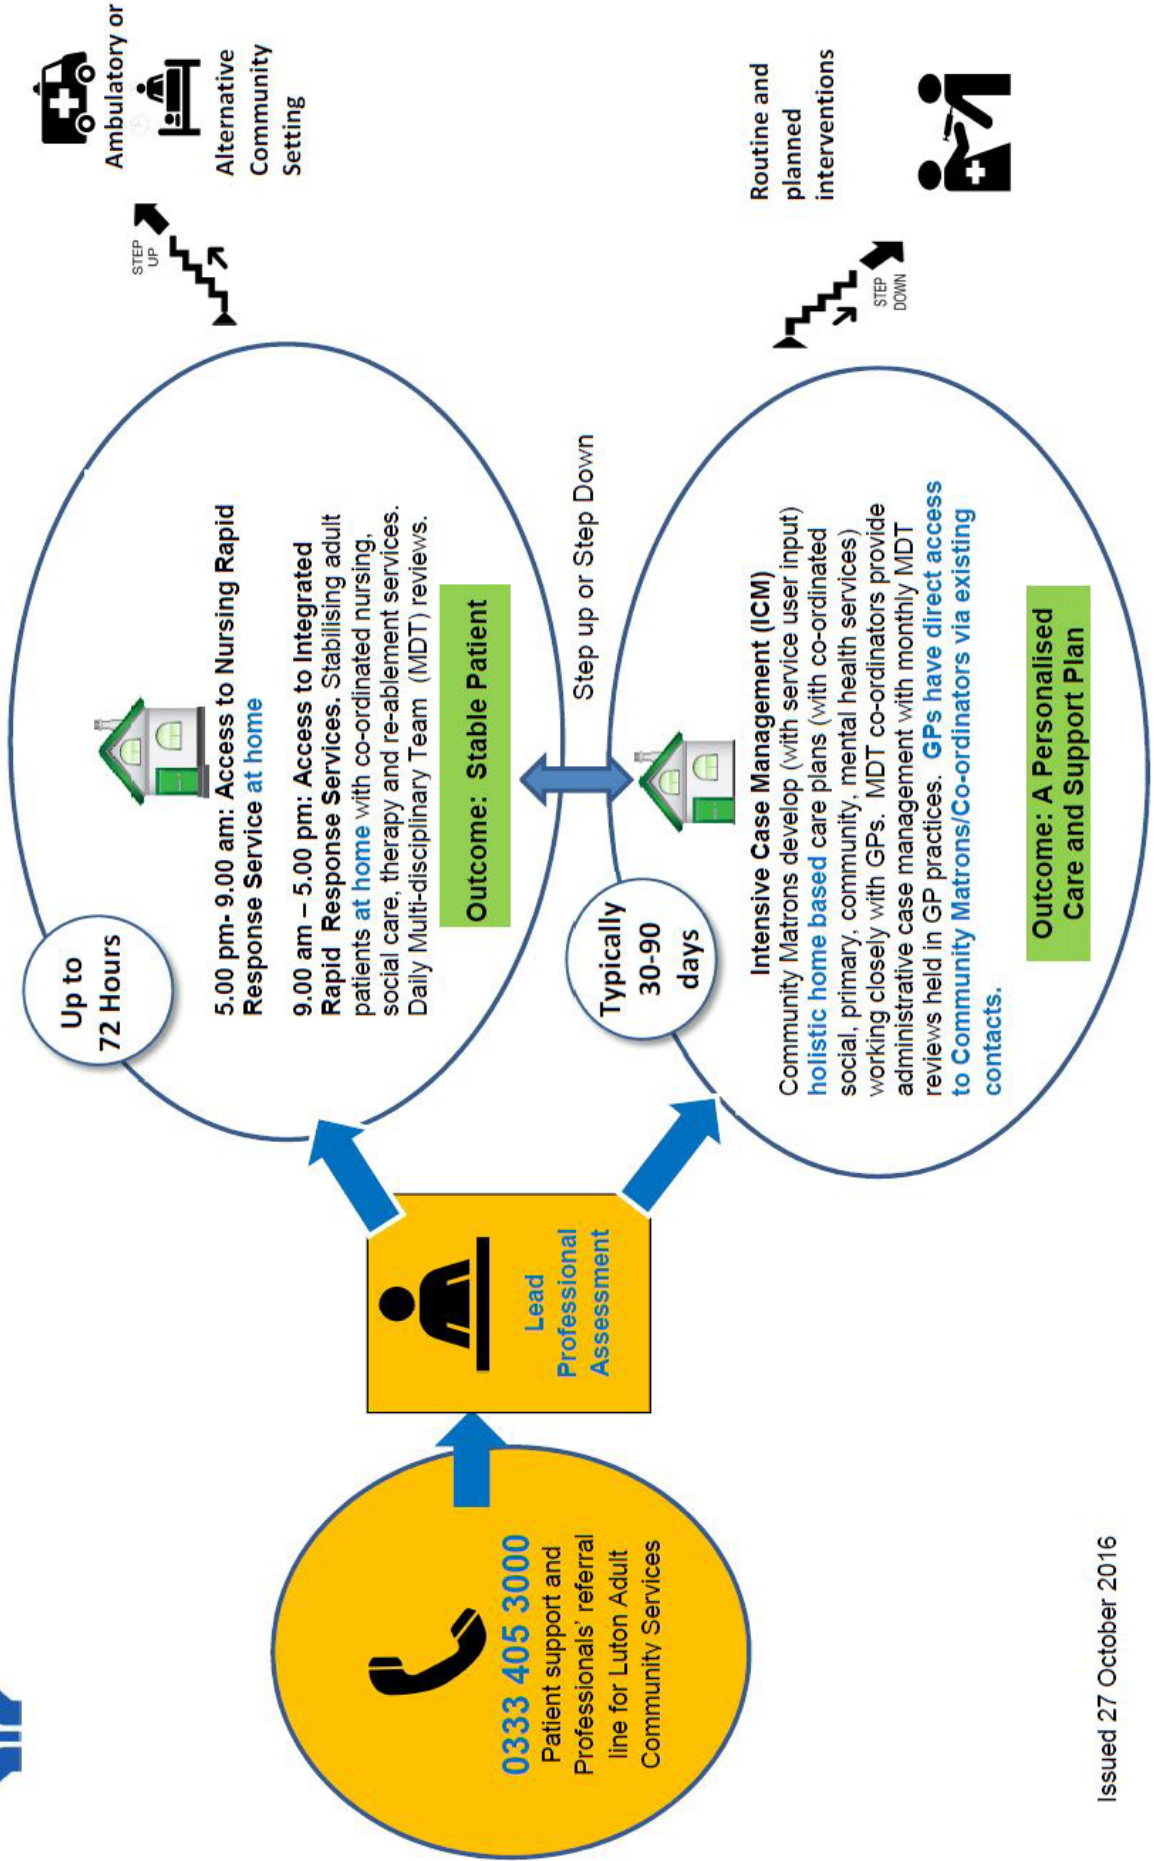 0333 405 3000
Patient support and
Professionals' referral
line for Luton Adult
Community Services
Lead
Professional
Assessment
Up to
72 Hours
5.00 pm- 9.00 am: Access to Nursing Rapid
Response Service at home
9.00 am – 5.00 pm: Access to Integrated
Rapid Response Services. Stabilising adult
patients at home with co-ordinated nursing,
social care, therapy and re-ablement services.
Daily Multi-disciplinary Team (MDT) reviews.
Outcome: Stable Patient
STEP
UP
Ambulatory or
Alternative
Community
Setting
Step up or Step Down
Typically
30-90
days
Intensive Case Management (ICM)
Community Matrons develop (with service user input)
holistic home based care plans (with co-ordinated
social, primary, community, mental health services)
working closely with GPs. MDT co-ordinators provide
administrative case management with monthly MDT
reviews held in GP practices. GPs have direct access
to Community Matrons/Co-ordinators via existing
contacts.
Outcome: A Personalised
Care and Support Plan
STEP
DOWN
Routine and
planned
interventions
Issued 27 October 2016